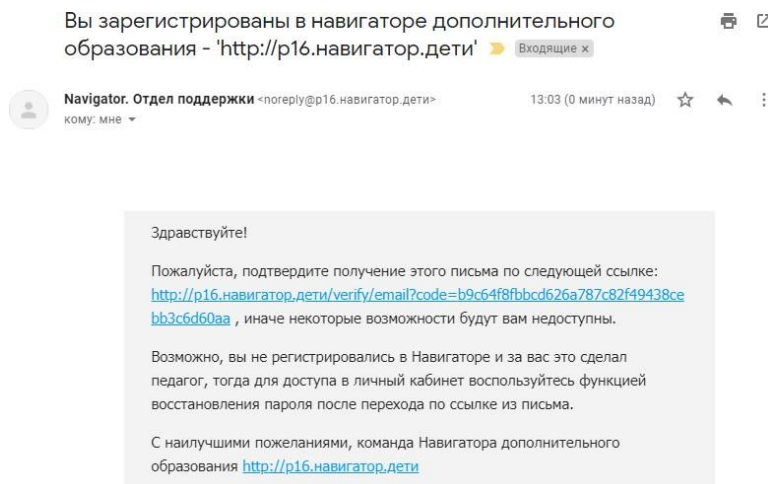 Вы зарегистрированы в навигаторе дополнительного
образования - 'http://р16.навигатор.дети' Входящие ×
Navigator. Отдел поддержки <noreply@р16.навигатор.дети> 13:03 (0 минут назад)
кому: мне
Здравствуйте!
Пожалуйста, подтвердите получение этого письма по следующей ссылке:
http://р16.навигатор.дети/verify/email?code=b9c64f8fbbcd626a787c82f49438ce
bb3c6d60aa , иначе некоторые возможности будут вам недоступны.
Возможно, вы не регистрировались в Навигаторе и за вас это сделал
педагог, тогда для доступа в личный кабинет воспользуйтесь функцией
восстановления пароля после перехода по ссылке из письма.
С наилучшими пожеланиями, команда Навигатора дополнительного
образования http://р16.навигатор.дети